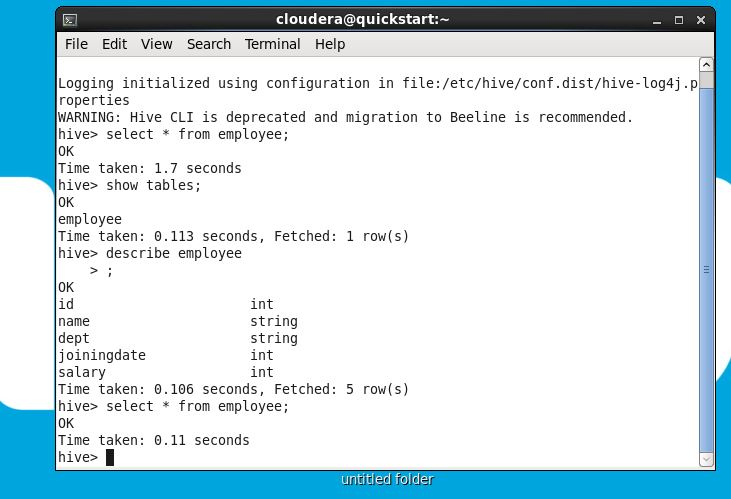 cloudera@quickstart:~
File Edit View Search Terminal Help
Logging initialized using configuration in file:/etc/hive/conf.dist/hive-log4j.p
roperties
WARNING: Hive CLI is deprecated and migration to Beeline is recommended.
hive> select * from employee;
OK
Time taken: 1.7 seconds
hive> show tables;
OK
employee
Time taken: 0.113 seconds, Fetched: 1 row(s)
hive> describe employee
    > ;
OK
id                      int
name                    string
dept                    string
joiningdate             int
salary                  int
Time taken: 0.106 seconds, Fetched: 5 row(s)
hive> select * from employee;
OK
Time taken: 0.11 seconds
hive>
untitled folder